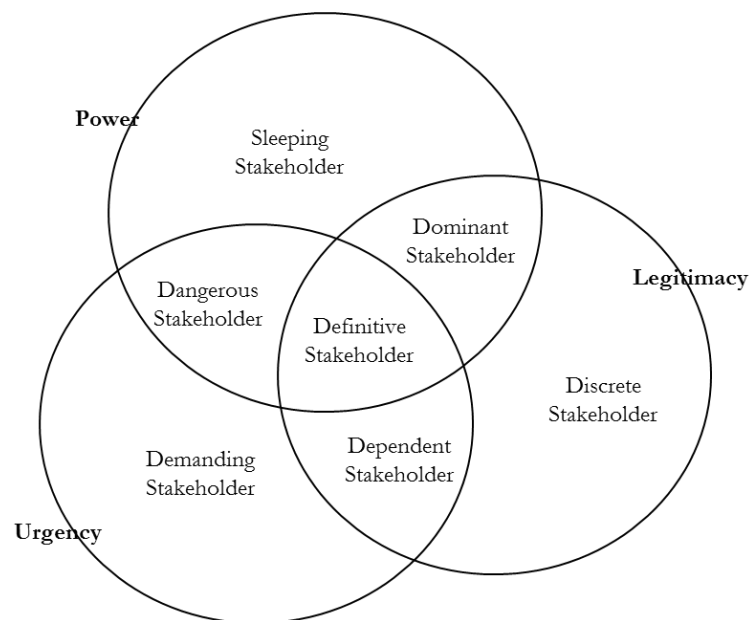 Power
Sleeping
Stakeholder
Dominant
Stakeholder
Legitimacy
Dangerous
Stakeholder
Definitive
Stakeholder
Discrete
Stakeholder
Demanding
Stakeholder
Dependent
Stakeholder
Urgency